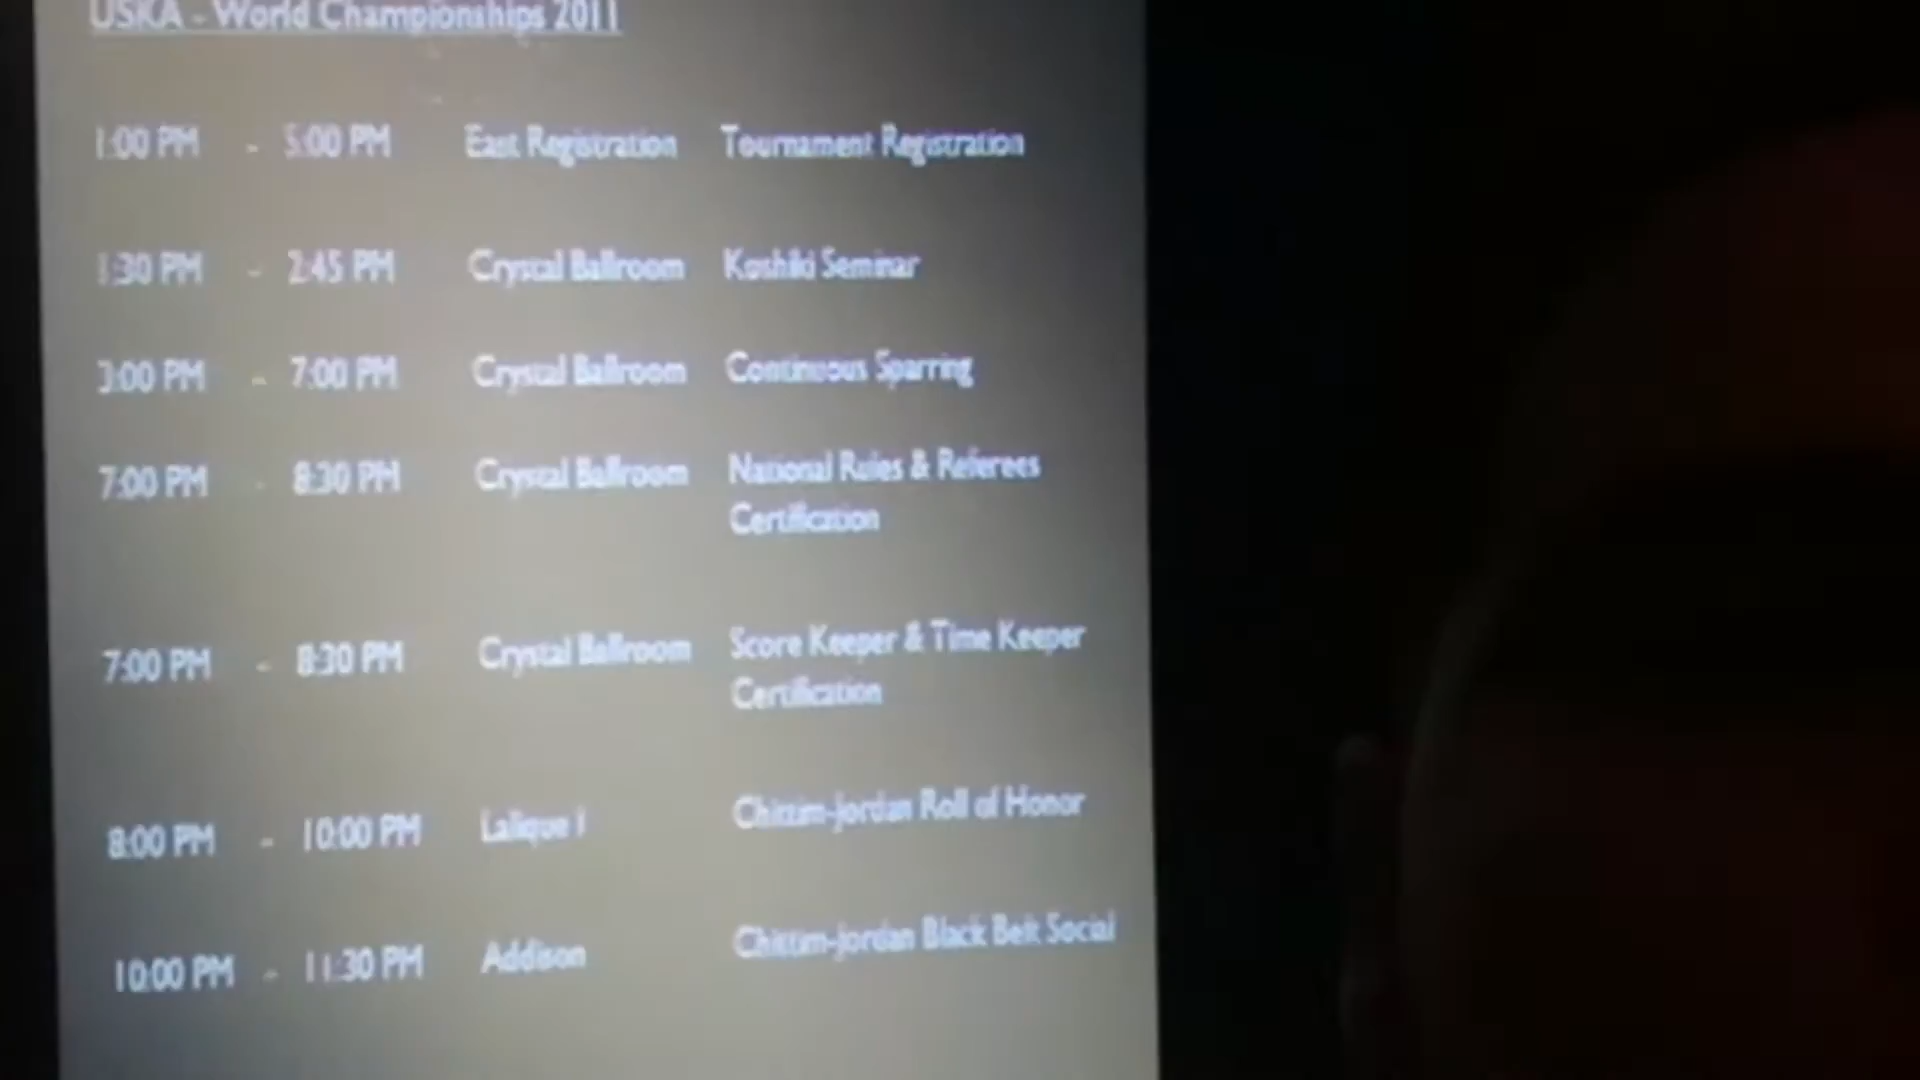 USKA - World Championships 2011
1:00 PM - 5:00 PM East Registration Tournament Registration
1:30 PM - 2:45 PM Crystal Ballroom Koshiki Seminar
3:00 PM - 7:00 PM Crystal Ballroom Continuous Sparring
7:00 PM - 8:30 PM Crystal Ballroom National Rules & Referees
Certification
7:00 PM - 8:30 PM Crystal Ballroom Score Keeper & Time Keeper
Certification
8:00 PM - 10:00 PM Lalique I Chittim-Jordan Roll of Honor
10:00 PM - 11:30 PM Addison Chittim-Jordan Black Belt Social